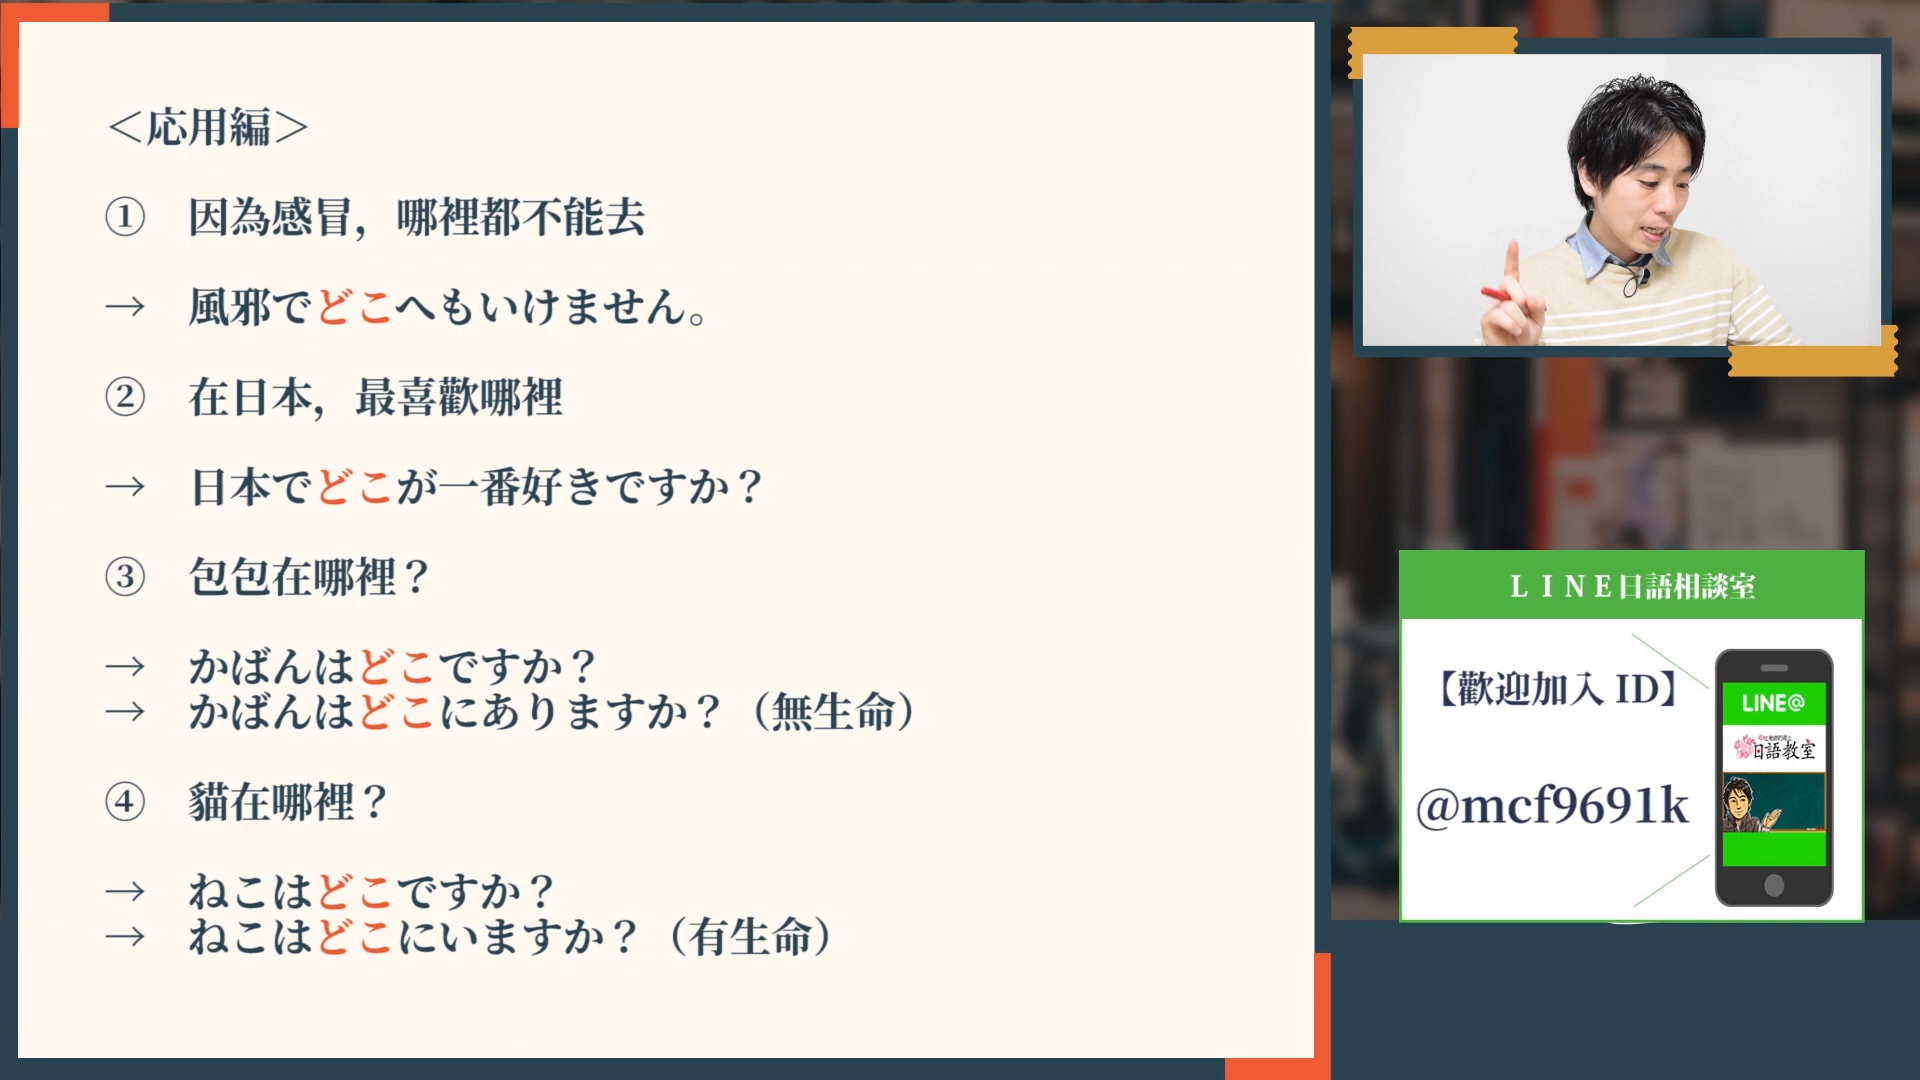 ＜応用編＞
①　因為感冒，哪裡都不能去
→　風邪でどこへもいけません。
②　在日本，最喜歡哪裡
→　日本でどこが一番好きですか？
③　包包在哪裡？
→　かばんはどこですか？
→　かばんはどこにありますか？（無生命）
④　貓在哪裡？
→　ねこはどこですか？
→　ねこはどこにいますか？（有生命）
ＬＩＮＥ日語相談室
【歡迎加入 ID】
@mcf9691k
LINE@
日語教室